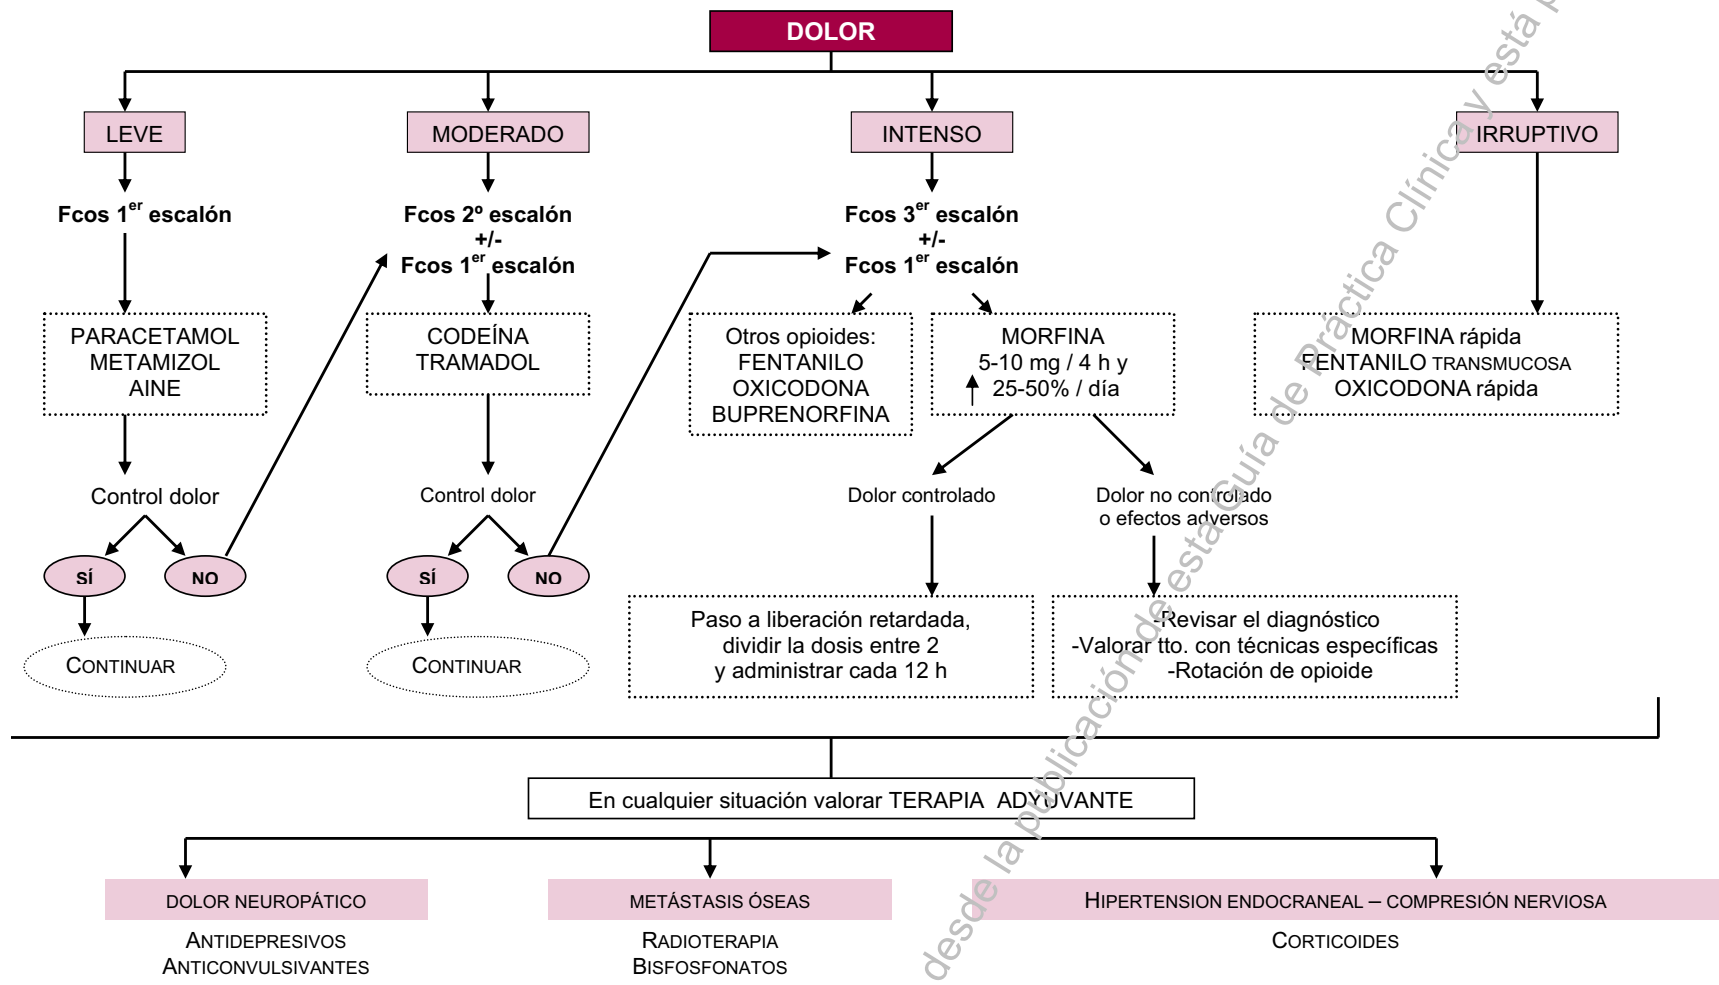 DOLOR
LEVE
MODERADO
INTENSO
IRRUPTIVO
Fcos 1er escalón
Fcos 2º escalón
+/-
Fcos 1er escalón
Fcos 3er escalón
+/-
Fcos 1er escalón
PARACETAMOL
METAMIZOL
AINE
CODEÍNA
TRAMADOL
Otros opioides:
FENTANILO
OXICODONA
BUPRENORFINA
MORFINA
5-10 mg / 4 h y
25-50% / día
MORFINA rápida
FENTANILO TRANSMUCOSA
OXICODONA rápida
Control dolor
Control dolor
Dolor controlado
Dolor no controlado
o efectos adversos
SÍ
NO
SÍ
NO
CONTINUAR
CONTINUAR
Paso a liberación retardada,
dividir la dosis entre 2
y administrar cada 12 h
-Revisar el diagnóstico
-Valorar tto. con técnicas específicas
-Rotación de opioide
En cualquier situación valorar TERAPIA ADYUVANTE
DOLOR NEUROPÁTICO
METÁSTASIS ÓSEAS
HIPERTENSION ENDOCRANEAL – COMPRESIÓN NERVIOSA
ANTIDEPRESIVOS
ANTICONVULSIVANTES
RADIOTERAPIA
BISFOSFONATOS
CORTICOIDES
desde la publicación de esta Guía de Práctica Clínica y está